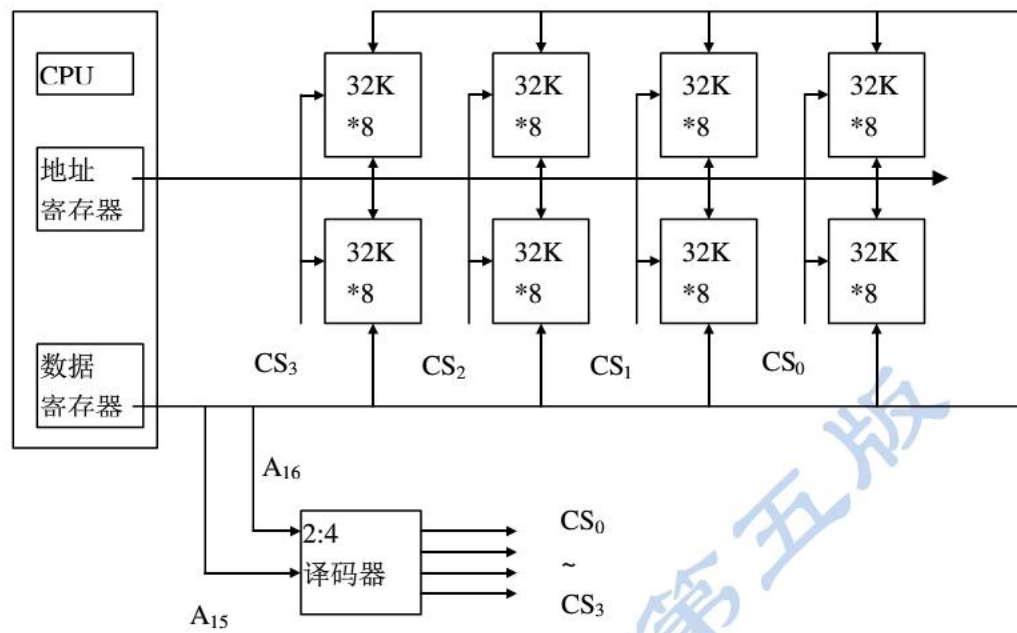 CPU
地址
寄存器
数据
寄存器
32K
*8
32K
*8
32K
*8
32K
*8
32K
*8
32K
*8
32K
*8
32K
*8
CS₃
CS₂
CS₁
CS₀
A₁₆
A₁₅
2:4
译码器
CS₀
~
CS₃
第五版